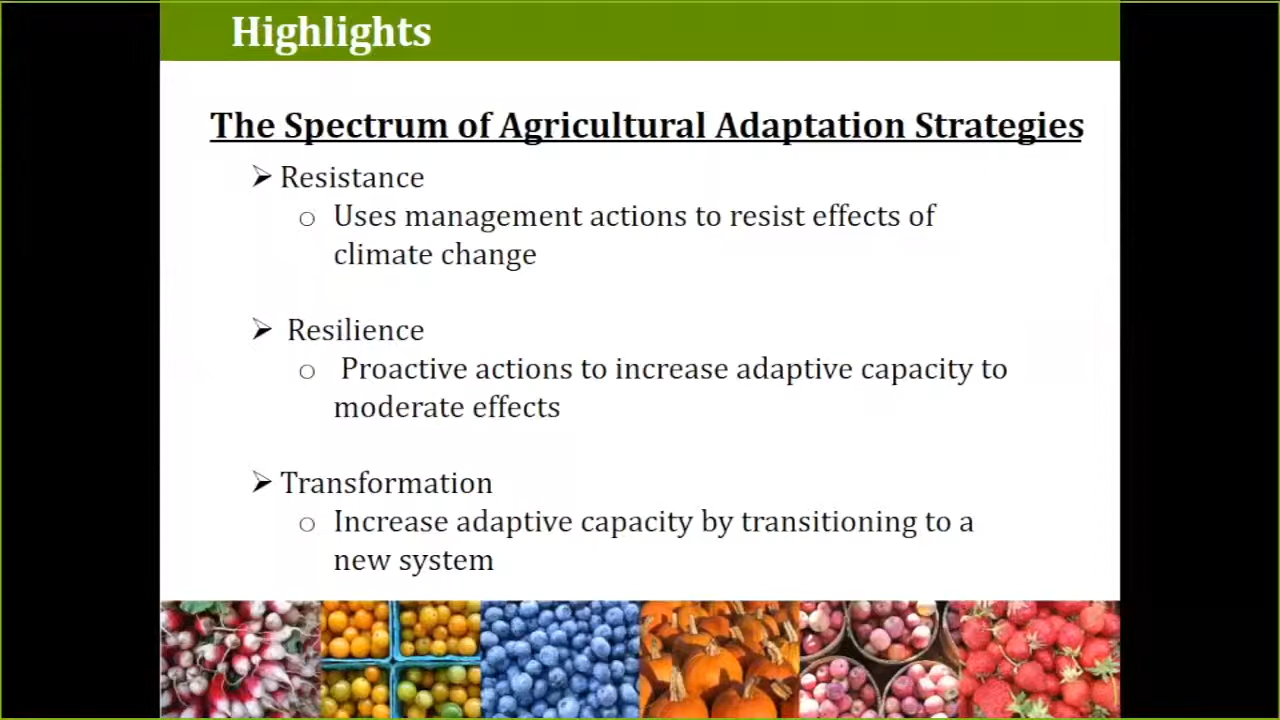 Highlights
The Spectrum of Agricultural Adaptation Strategies
➢ Resistance
o Uses management actions to resist effects of
climate change
➢ Resilience
o Proactive actions to increase adaptive capacity to
moderate effects
➢ Transformation
o Increase adaptive capacity by transitioning to a
new system